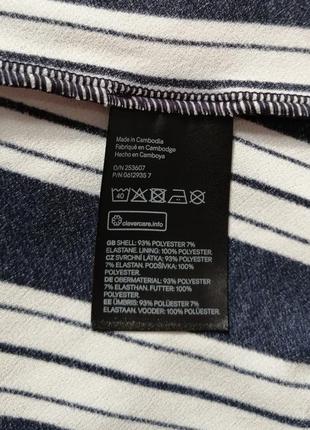 Made in Cambodia
Fabriqué en Cambodge
Hecho en Camboya
O/N 253607
P/N 0612935 7
40
clevercare.info
GB SHELL: 93% POLYESTER 7%
ELASTANE. LINING: 100% POLYESTER
CZ SVRCHNÍ LÁTKA: 93% POLYESTER
7% ELASTAN. PODŠÍVKA: 100%
POLYESTER
DE OBERMATERIAL: 93% POLYESTER
7% ELASTHAN. FUTTER: 100%
POLYESTER
EE ÜMBRIS: 93% POLÜESTER 7%
ELASTAAN. VOODER: 100% POLÜESTER